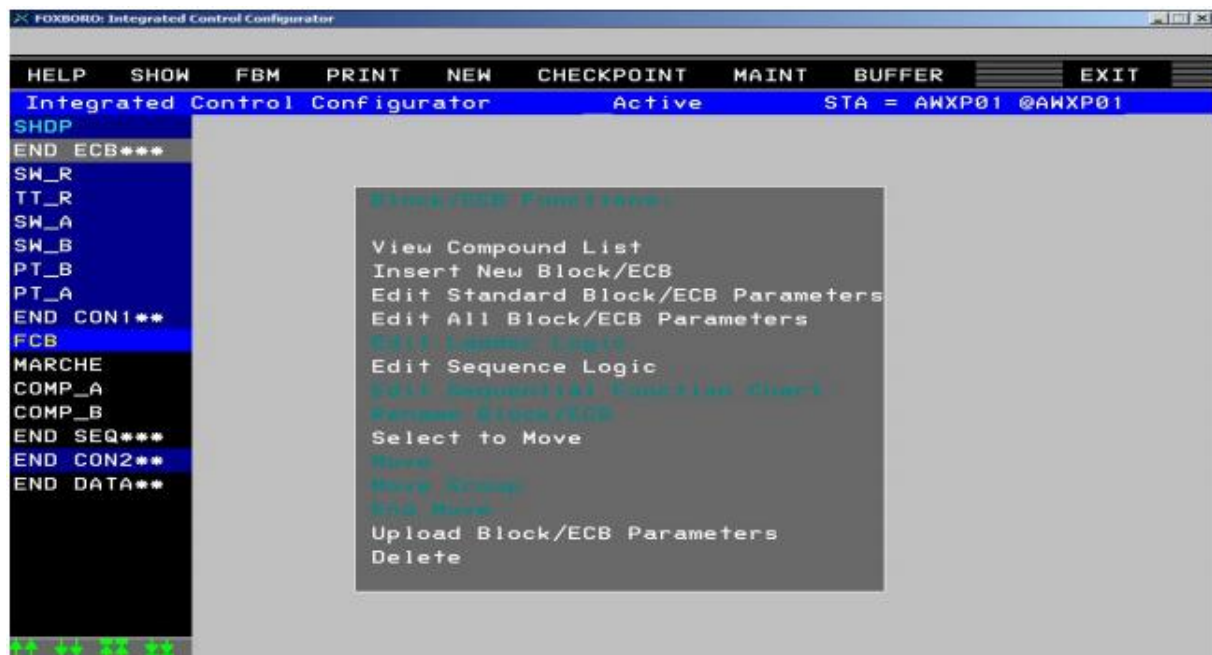 FOXBORO: Integrated Control Configurator
HELP SHOW FBM PRINT NEW CHECKPOINT MAINT BUFFER EXIT
Integrated Control Configurator Active STA = AWXP01 @AWXP01
SHDP
END ECB***
SW_R
TT_R
SW_A
SW_B
PT_B
PT_A
END CON1**
FCB
MARCHE
COMP_A
COMP_B
END SEQ***
END CON2**
END DATA**
Block/ECB Functions:
View Compound List
Insert New Block/ECB
Edit Standard Block/ECB Parameters
Edit All Block/ECB Parameters
Edit Ladder Logic
Edit Sequence Logic
Edit Sequential Function Chart
Rename Block/ECB
Select to Move
Move
Move Group
End Move
Upload Block/ECB Parameters
Delete